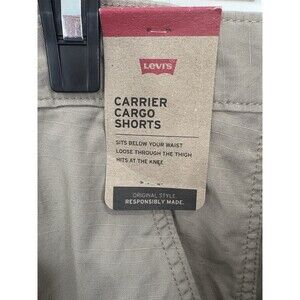 Levi's
CARRIER
CARGO
SHORTS
SITS BELOW YOUR WAIST
LOOSE THROUGH THE THIGH
HITS AT THE KNEE
ORIGINAL STYLE.
RESPONSIBLY MADE.